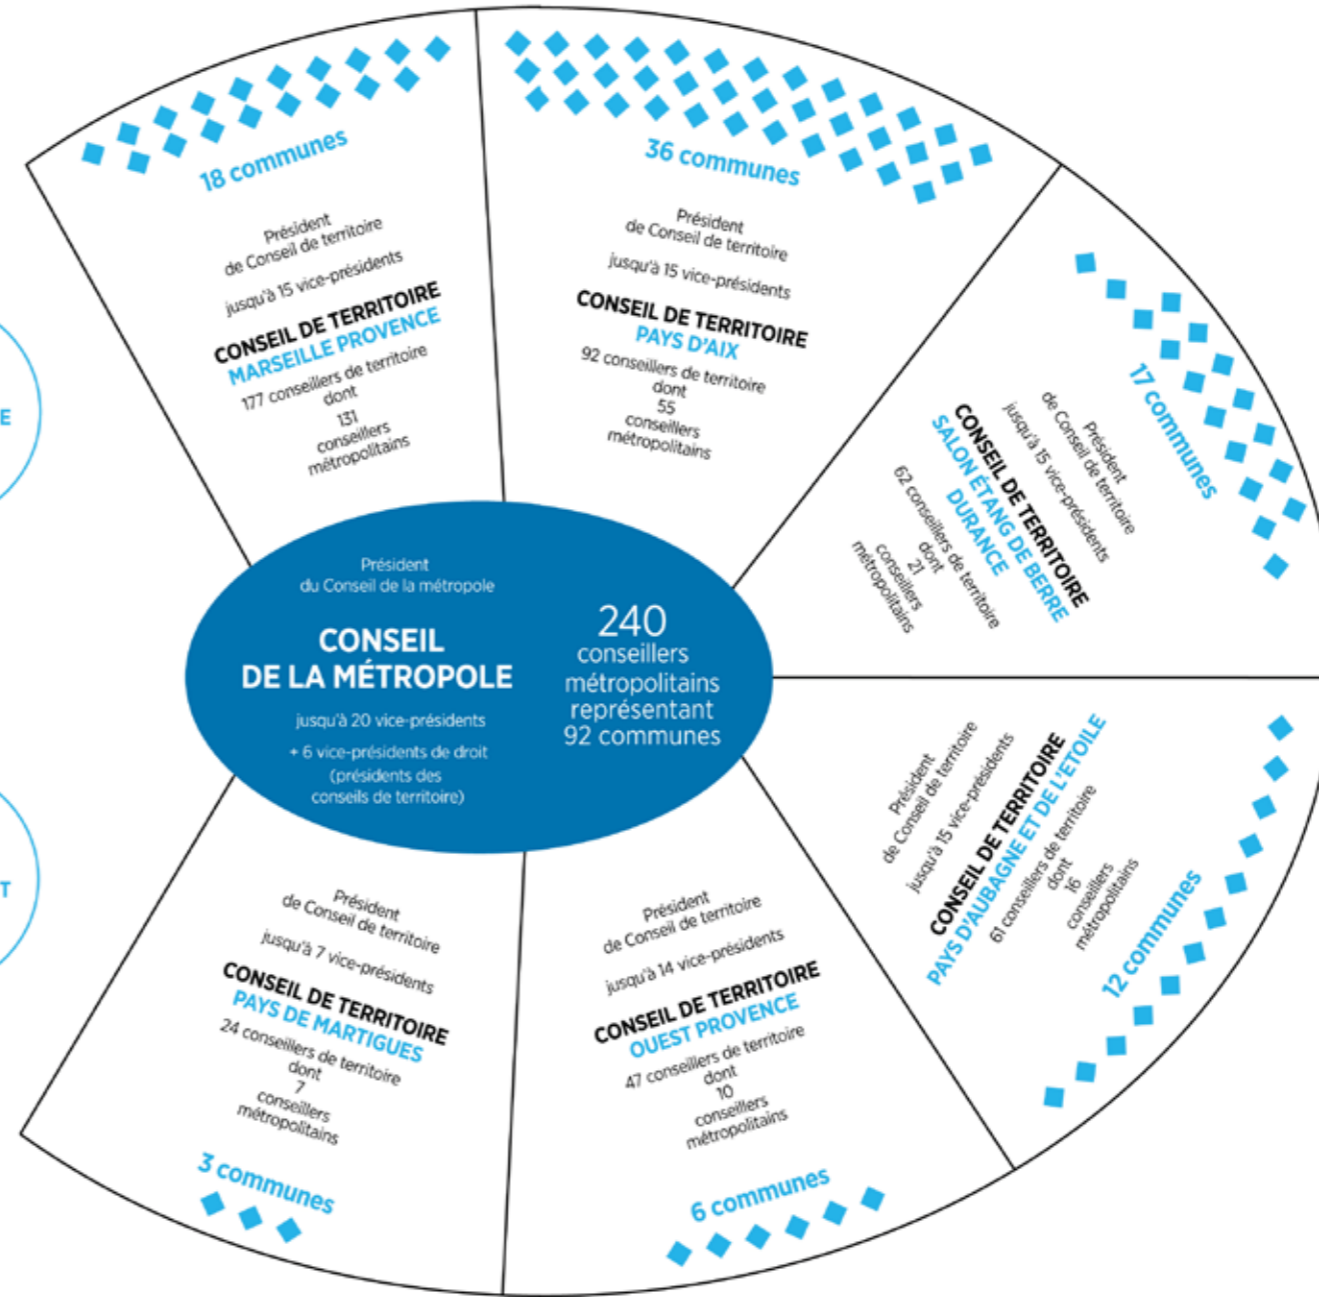 18 communes
Président
de Conseil de territoire
jusqu'à 15 vice-présidents
CONSEIL DE TERRITOIRE
MARSEILLE PROVENCE
177 conseillers de territoire
dont
131
conseillers
métropolitains
36 communes
Président
de Conseil de territoire
jusqu'à 15 vice-présidents
CONSEIL DE TERRITOIRE
PAYS D'AIX
92 conseillers de territoire
dont
55
conseillers
métropolitains
17 communes
Président
de Conseil de territoire
jusqu'à 15 vice-présidents
CONSEIL DE TERRITOIRE
SALON ÉTANG DE BERRE
DURANCE
62 conseillers de territoire
dont
21
conseillers
métropolitains
E
Président
du Conseil de la métropole
CONSEIL
DE LA MÉTROPOLE
jusqu'à 20 vice-présidents
+ 6 vice-présidents de droit
(présidents des
conseils de territoire)
240
conseillers
métropolitains
représentant
92 communes
Président
de Conseil de territoire
jusqu'à 15 vice-présidents
CONSEIL DE TERRITOIRE
PAYS D'AUBAGNE ET DE L'ETOILE
61 conseillers de territoire
dont
16
conseillers
métropolitains
12 communes
T
Président
de Conseil de territoire
jusqu'à 7 vice-présidents
CONSEIL DE TERRITOIRE
PAYS DE MARTIGUES
24 conseillers de territoire
dont
7
conseillers
métropolitains
3 communes
Président
de Conseil de territoire
jusqu'à 14 vice-présidents
CONSEIL DE TERRITOIRE
OUEST PROVENCE
47 conseillers de territoire
dont
10
conseillers
métropolitains
6 communes